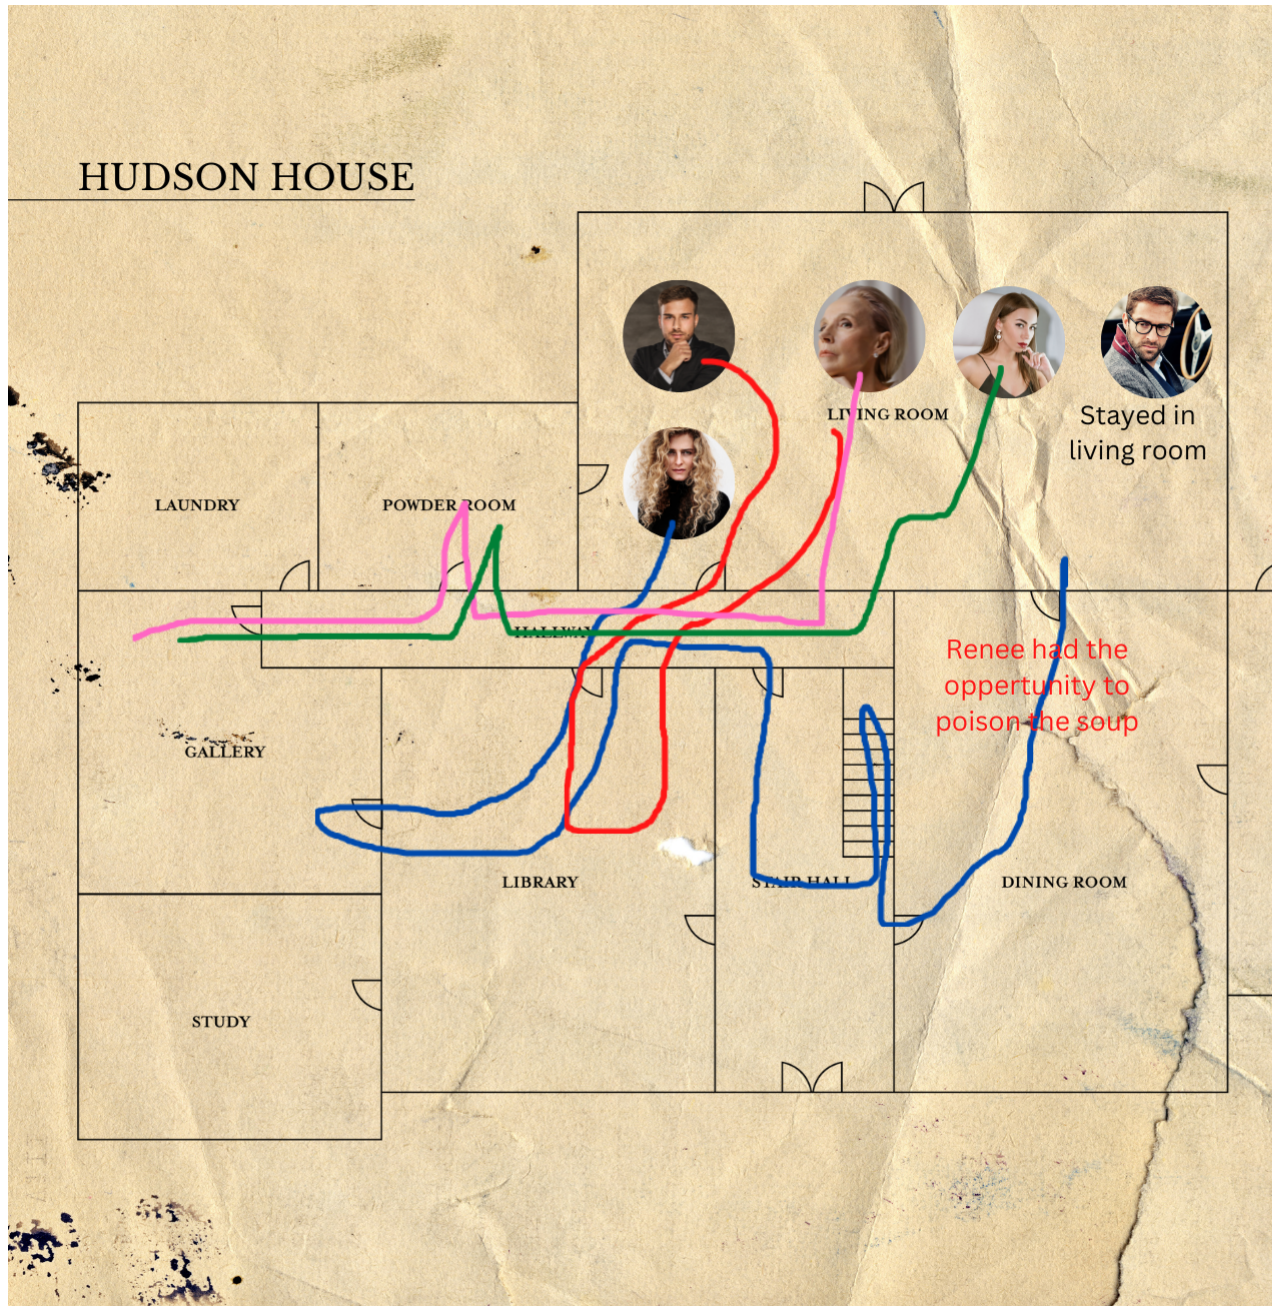 HUDSON HOUSE
LIVING ROOM
Stayed in
living room
LAUNDRY
POWDER ROOM
HALLWAY
Renee had the
oppertunity to
poison the soup
GALLERY
LIBRARY
STAIR HALL
DINING ROOM
STUDY